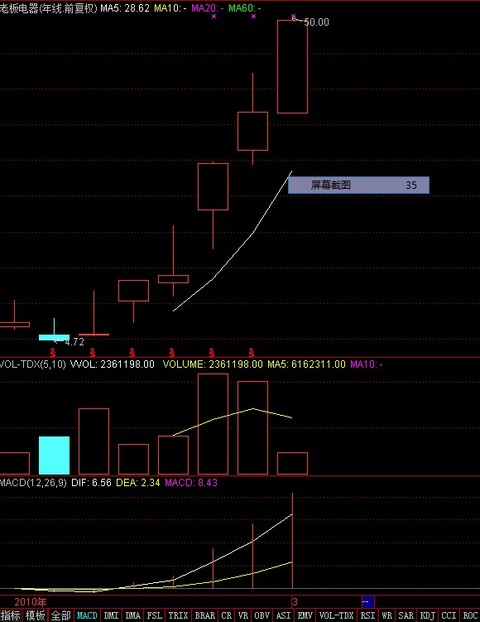 老板电器(年线 前复权) MA5: 28.62 MA10: - MA20: - MA60: -
50.00
屏幕截图 35
4.72
S S S S S S
VOL-TDX(5,10) VVOL: 2361198.00 VOLUME: 2361198.00 MA5: 6162311.00 MA10: -
MACD(12,26,9) DIF: 6.56 DEA: 2.34 MACD: 8.43
2010年 3 --
指标 模板 全部 MACD DMI DMA FSL TRIX BRAR CR VR OBV ASI EMV VOL-TDX RSI WR SAR KDJ CCI ROC